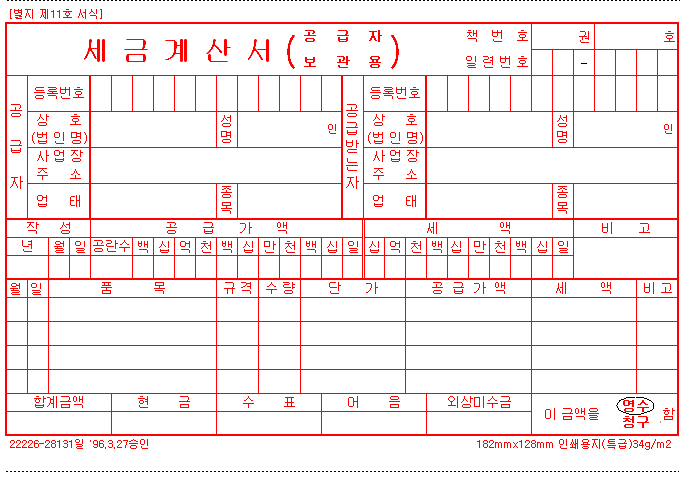 [별지 제11호 서식]
세 금 계 산 서 (공 급 자 보 관 용)
책 번 호 권 호
일 련 번 호 -
공 급 자
등록번호
상 호 (법 인 명)
성 명 인
사 업 장 주 소
업 태
종 목
공 급 받 는 자
등록번호
상 호 (법 인 명)
성 명 인
사 업 장 주 소
업 태
종 목
작 성 공 급 가 액 세 액 비 고
년 월 일 공란수 백 십 억 천 백 십 만 천 백 십 일 십 억 천 백 십 만 천 백 십 일
월 일 품 목 규 격 수 량 단 가 공 급 가 액 세 액 비 고
합계금액 현 금 수 표 어 음 외상미수금
이 금액을 영수 청구 함
22226-28131일 '96,3,27승인 182mm×128mm 인쇄용지(특급)34g/m2